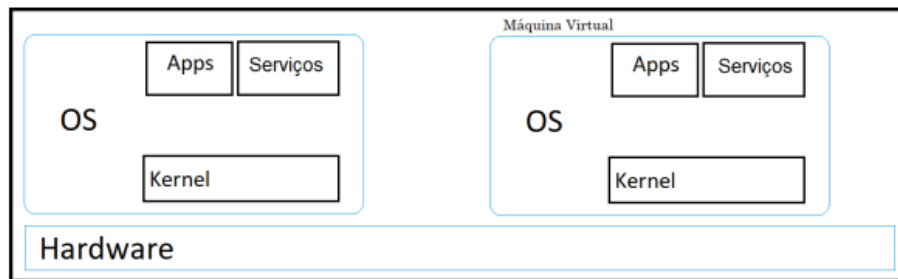 Máquina Virtual
Apps Serviços
OS
Kernel
Apps Serviços
OS
Kernel
Hardware